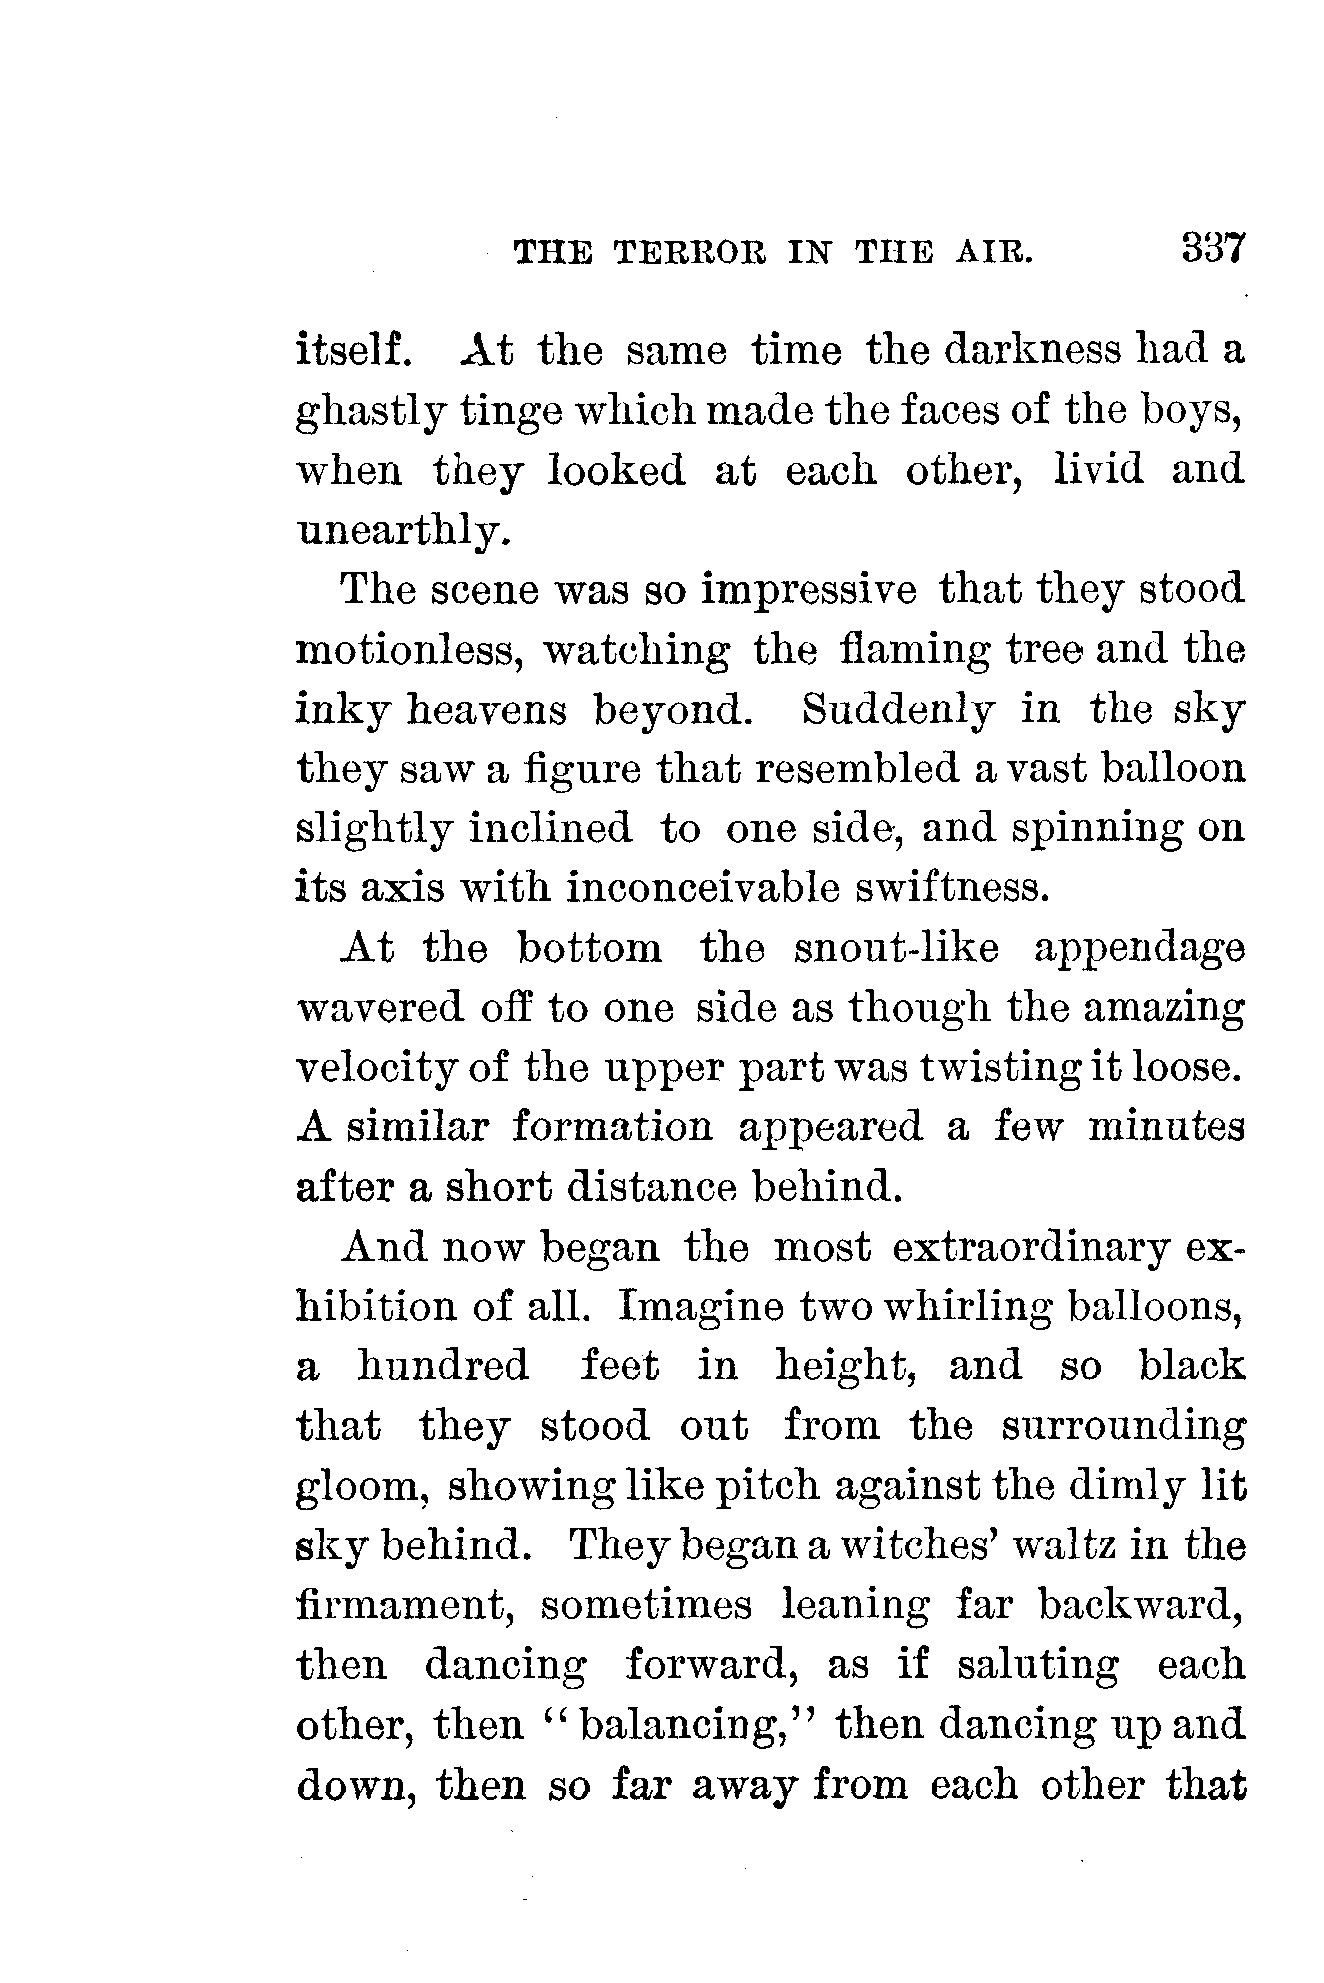 THE TERROR IN THE AIR. 337
itself. At the same time the darkness had a
ghastly tinge which made the faces of the boys,
when they looked at each other, livid and
unearthly.
The scene was so impressive that they stood
motionless, watching the flaming tree and the
inky heavens beyond. Suddenly in the sky
they saw a figure that resembled a vast balloon
slightly inclined to one side, and spinning on
its axis with inconceivable swiftness.
At the bottom the snout-like appendage
wavered off to one side as though the amazing
velocity of the upper part was twisting it loose.
A similar formation appeared a few minutes
after a short distance behind.
And now began the most extraordinary ex-
hibition of all. Imagine two whirling balloons,
a hundred feet in height, and so black
that they stood out from the surrounding
gloom, showing like pitch against the dimly lit
sky behind. They began a witches' waltz in the
firmament, sometimes leaning far backward,
then dancing forward, as if saluting each
other, then "balancing," then dancing up and
down, then so far away from each other that